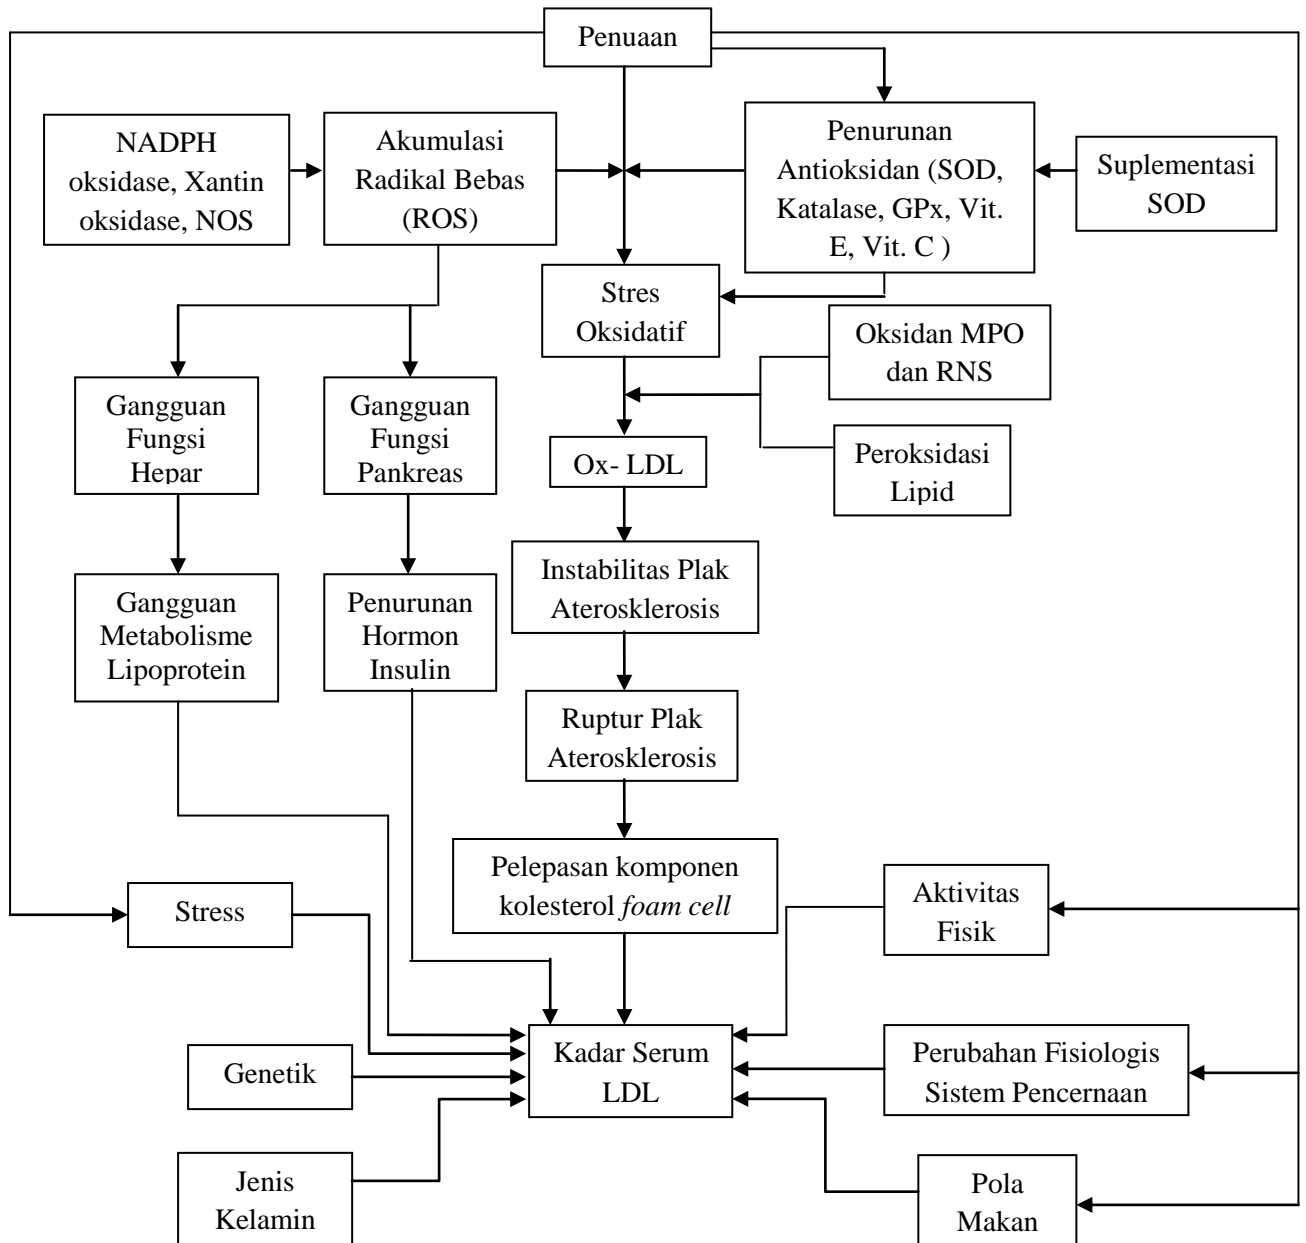 Penuaan
NADPH
oksidase, Xantin
oksidase, NOS
Akumulasi
Radikal Bebas
(ROS)
Penurunan
Antioksidan (SOD,
Katalase, GPx, Vit.
E, Vit. C )
Suplementasi
SOD
Stres
Oksidatif
Oksidan MPO
dan RNS
Gangguan
Fungsi
Hepar
Gangguan
Fungsi
Pankreas
Ox- LDL
Peroksidasi
Lipid
Gangguan
Metabolisme
Lipoprotein
Penurunan
Hormon
Insulin
Instabilitas Plak
Aterosklerosis
Ruptur Plak
Aterosklerosis
Pelepasan komponen
kolesterol foam cell
Stress
Aktivitas
Fisik
Genetik
Kadar Serum
LDL
Perubahan Fisiologis
Sistem Pencernaan
Jenis
Kelamin
Pola
Makan